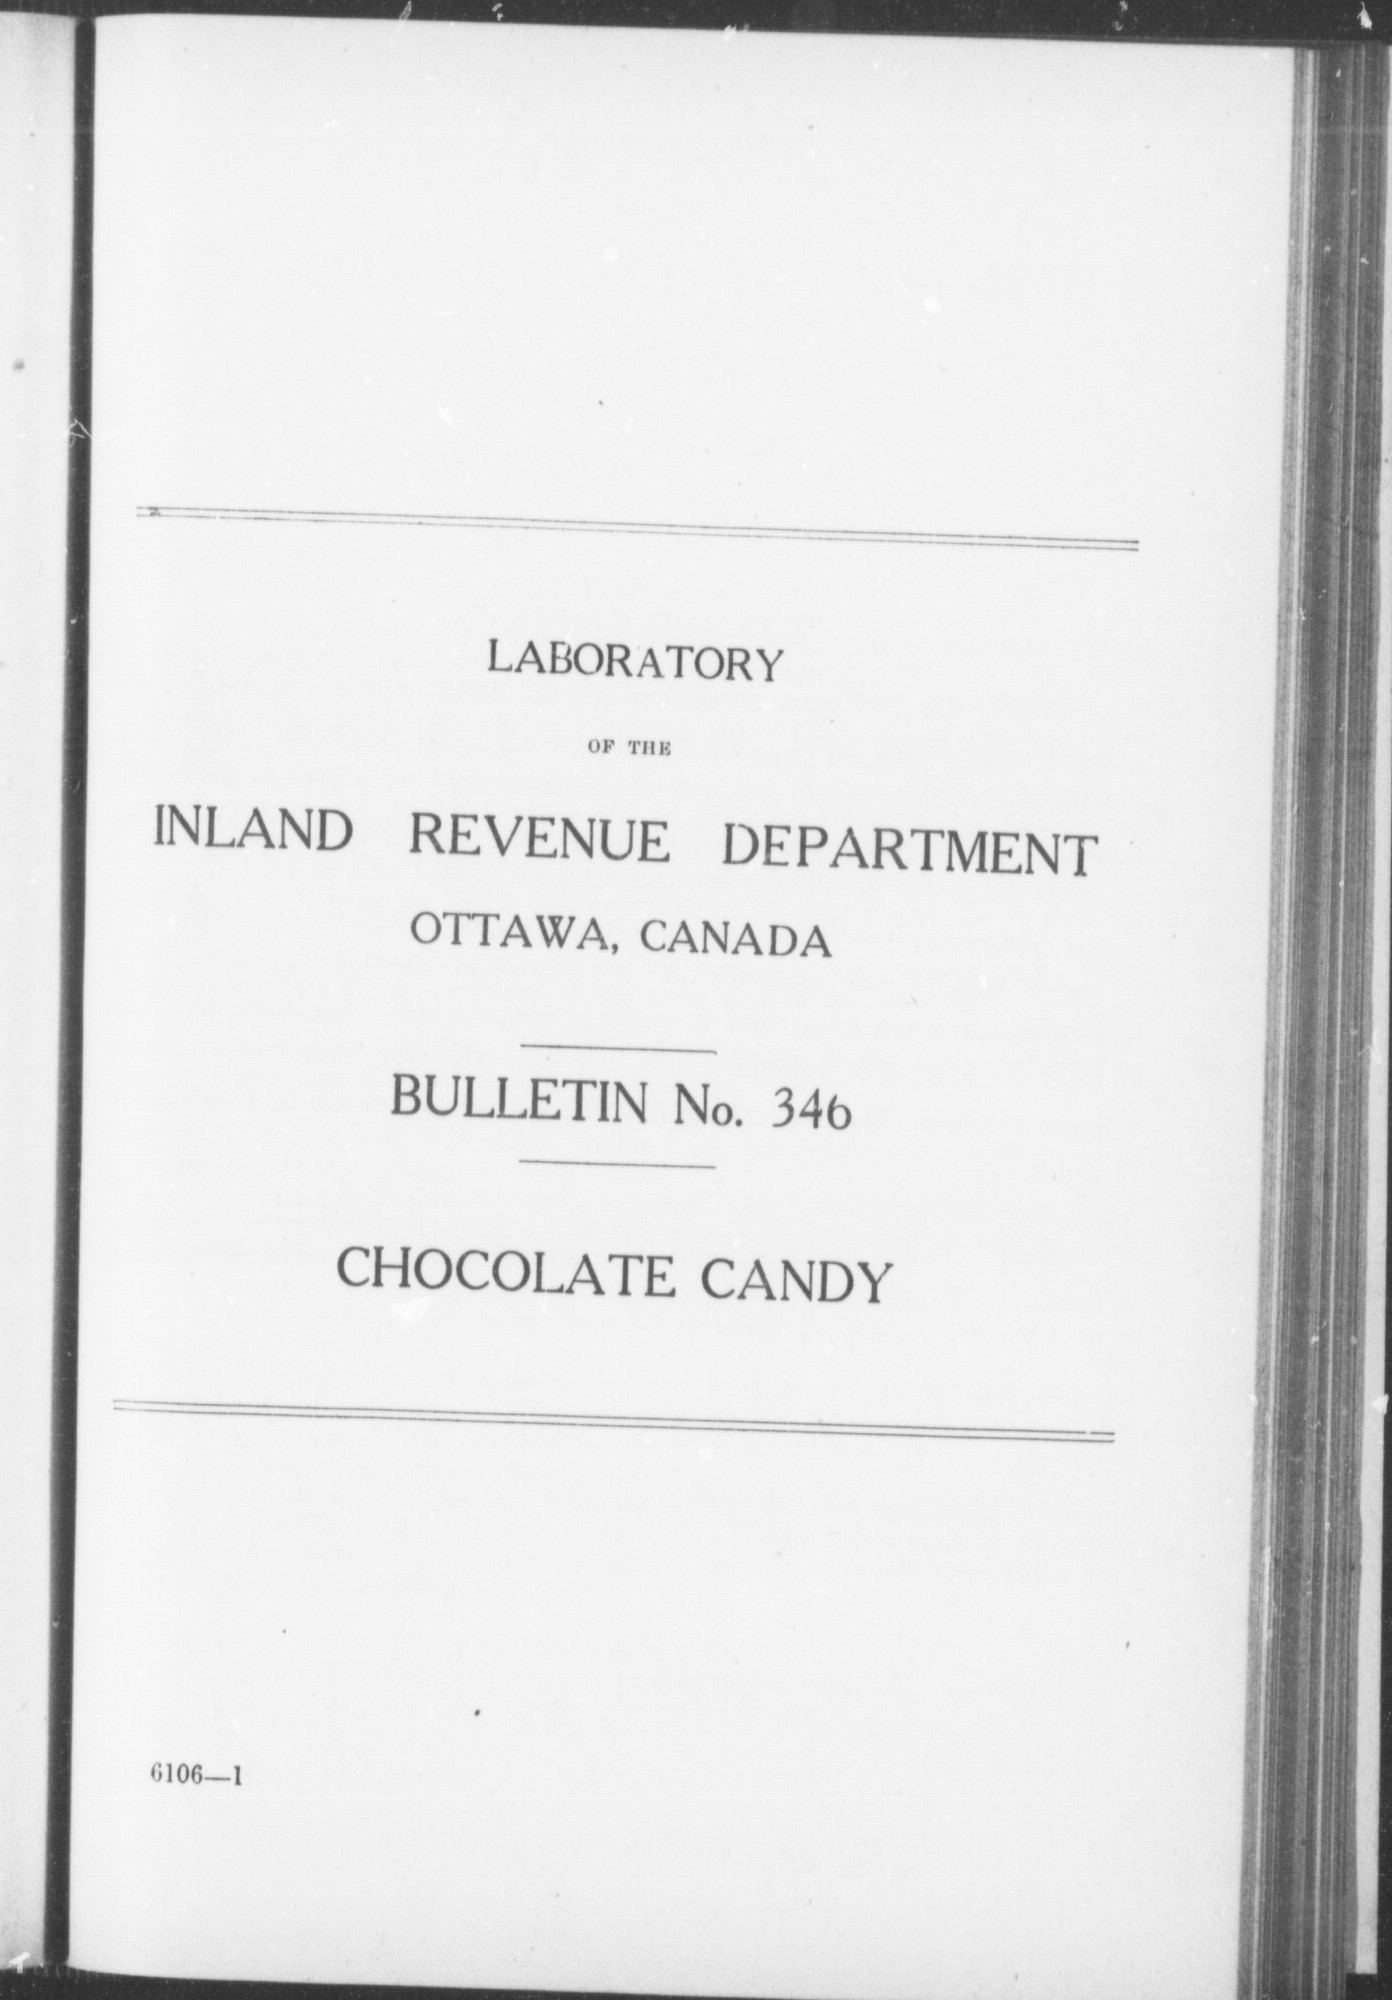 LABORATORY
OF THE
INLAND REVENUE DEPARTMENT
OTTAWA, CANADA
BULLETIN No. 346
CHOCOLATE CANDY
6106—1